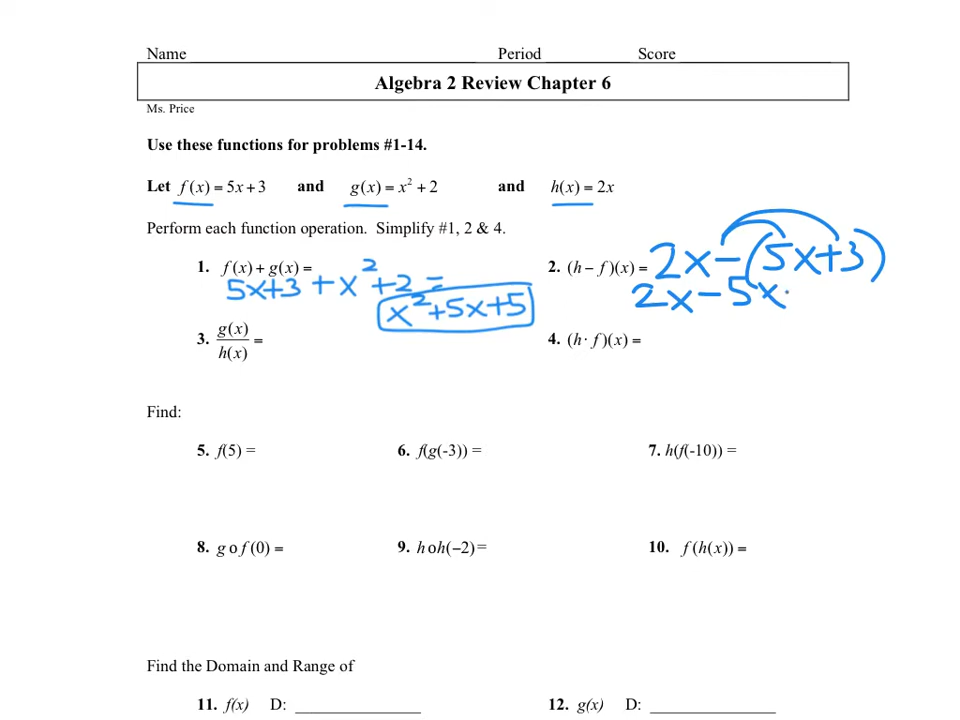 Name Period Score
Algebra 2 Review Chapter 6
Ms. Price
Use these functions for problems #1-14.
Let f(x) = 5x + 3 and g(x) = x² + 2 and h(x) = 2x
Perform each function operation. Simplify #1, 2 & 4.
1. f(x) + g(x) = 5x+3 + x²+2 =
x²+5x+5
2. (h − f)(x) = 2x − (5x+3)
2x − 5x
3. g(x)/h(x) =
4. (h · f)(x) =
Find:
5. f(5) = 6. f(g(-3)) = 7. h(f(-10)) =
8. g o f (0) = 9. h o h(−2) = 10. f(h(x)) =
Find the Domain and Range of
11. f(x) D: ______________ 12. g(x) D: ______________